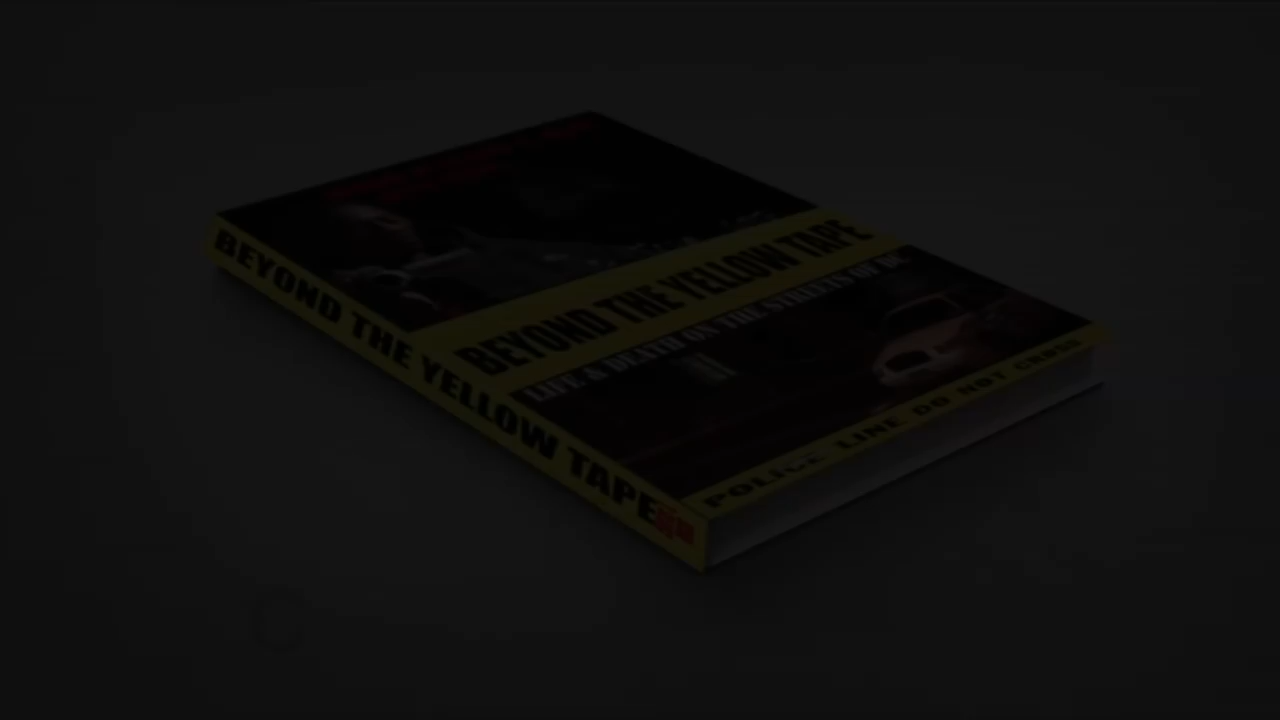 BEYOND THE YELLOW TAPE
BEYOND THE YELLOW TAPE
LIFE & DEATH ON THE STREETS OF DC
POLICE LINE DO NOT CROSS